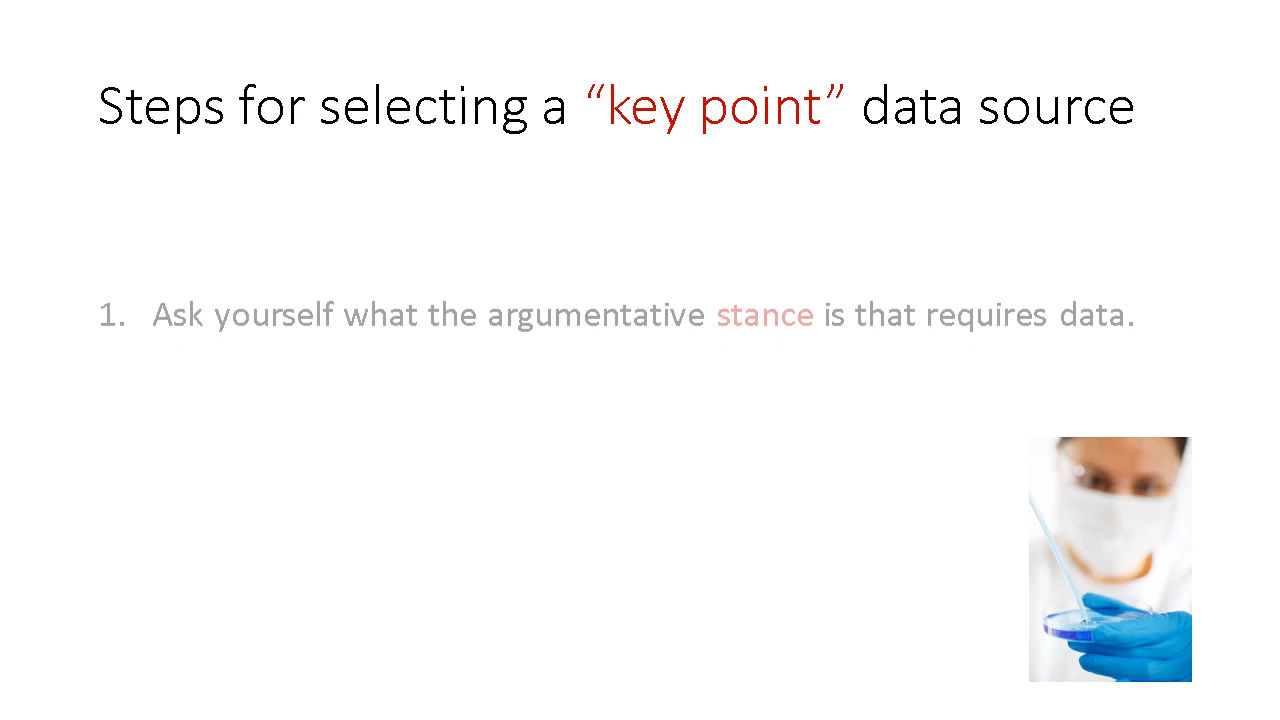 Steps for selecting a “key point” data source
1. Ask yourself what the argumentative stance is that requires data.